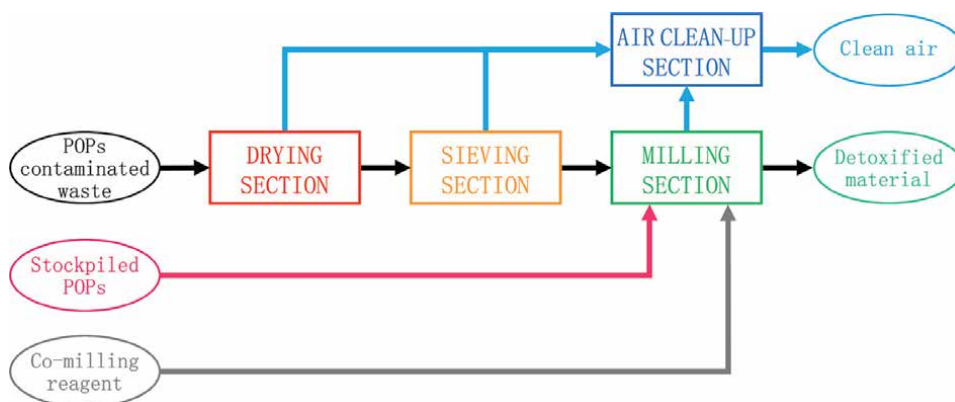 AIR CLEAN-UP
SECTION
Clean air
POPs
contaminated
waste
DRYING
SECTION
SIEVING
SECTION
MILLING
SECTION
Detoxified
material
Stockpiled
POPs
Co-milling
reagent